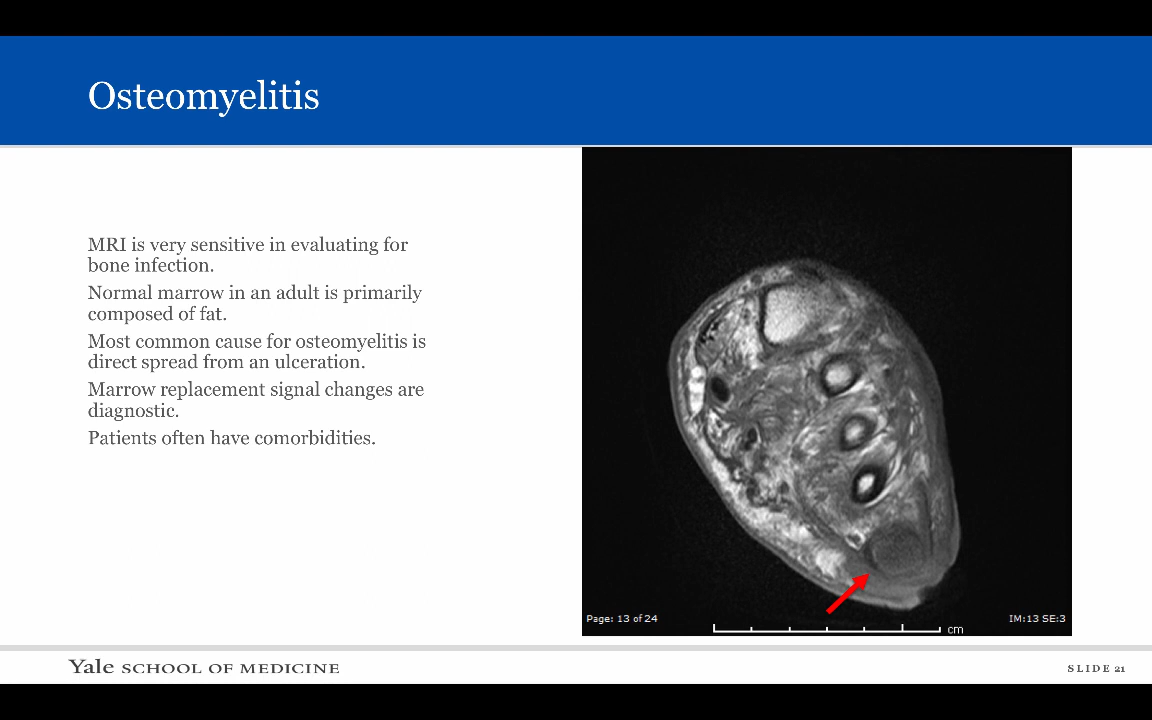 Osteomyelitis
MRI is very sensitive in evaluating for
bone infection.
Normal marrow in an adult is primarily
composed of fat.
Most common cause for osteomyelitis is
direct spread from an ulceration.
Marrow replacement signal changes are
diagnostic.
Patients often have comorbidities.
Page: 13 of 24
cm
IM:13 SE:3
Yale SCHOOL OF MEDICINE
SLIDE 21